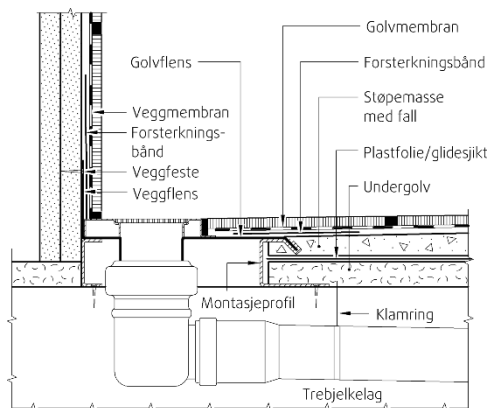 Golvmembran
Golvflens
Forsterkningsbånd
Støpemasse
med fall
Plastfolie/glidesjikt
Undergolv
Veggmembran
Forsterknings-
bånd
Veggfeste
Veggflens
Montasjeprofil
Klamring
Trebjelkelag